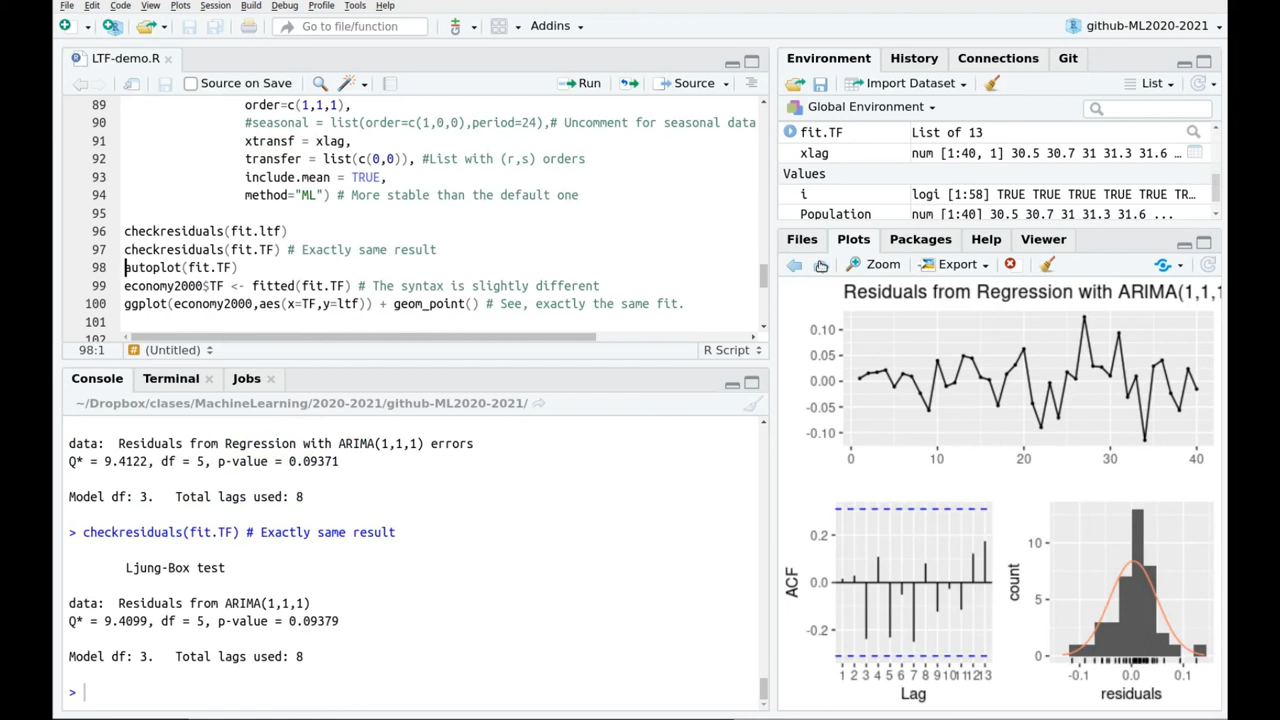 File Edit Code View Plots Session Build Debug Profile Tools Help
Go to file/function
Addins
github-ML2020-2021
LTF-demo.R
Source on Save
Run
Source
89 order=c(1,1,1),
90 #seasonal = list(order=c(1,0,0),period=24),# Uncomment for seasonal data
91 xtransf = xlag,
92 transfer = list(c(0,0)), #List with (r,s) orders
93 include.mean = TRUE,
94 method="ML") # More stable than the default one
95
96 checkresiduals(fit.ltf)
97 checkresiduals(fit.TF) # Exactly same result
98 autoplot(fit.TF)
99 economy2000$TF <- fitted(fit.TF) # The syntax is slightly different
100 ggplot(economy2000,aes(x=TF,y=ltf)) + geom_point() # See, exactly the same fit.
101
102
98:1 (Untitled) R Script
Console Terminal Jobs
~/Dropbox/clases/MachineLearning/2020-2021/github-ML2020-2021/
data: Residuals from Regression with ARIMA(1,1,1) errors
Q* = 9.4122, df = 5, p-value = 0.09371
Model df: 3. Total lags used: 8
> checkresiduals(fit.TF) # Exactly same result
Ljung-Box test
data: Residuals from ARIMA(1,1,1)
Q* = 9.4099, df = 5, p-value = 0.09379
Model df: 3. Total lags used: 8
>
Environment History Connections Git
Import Dataset
List
Global Environment
fit.TF List of 13
xlag num [1:40, 1] 30.5 30.7 31 31.3 31.6 …
Values
i logi [1:58] TRUE TRUE TRUE TRUE TRUE TR…
Population num [1:40] 30.5 30.7 31 31.3 31.6 ...
Files Plots Packages Help Viewer
Zoom Export
Residuals from Regression with ARIMA(1,1,1
0.10
0.05
0.00
-0.05
-0.10
0 10 20 30 40
ACF
0.2
0.0
-0.2
1 2 3 4 5 6 7 8 9 10 11 12 13
Lag
count
10
5
0
-0.1 0.0 0.1
residuals